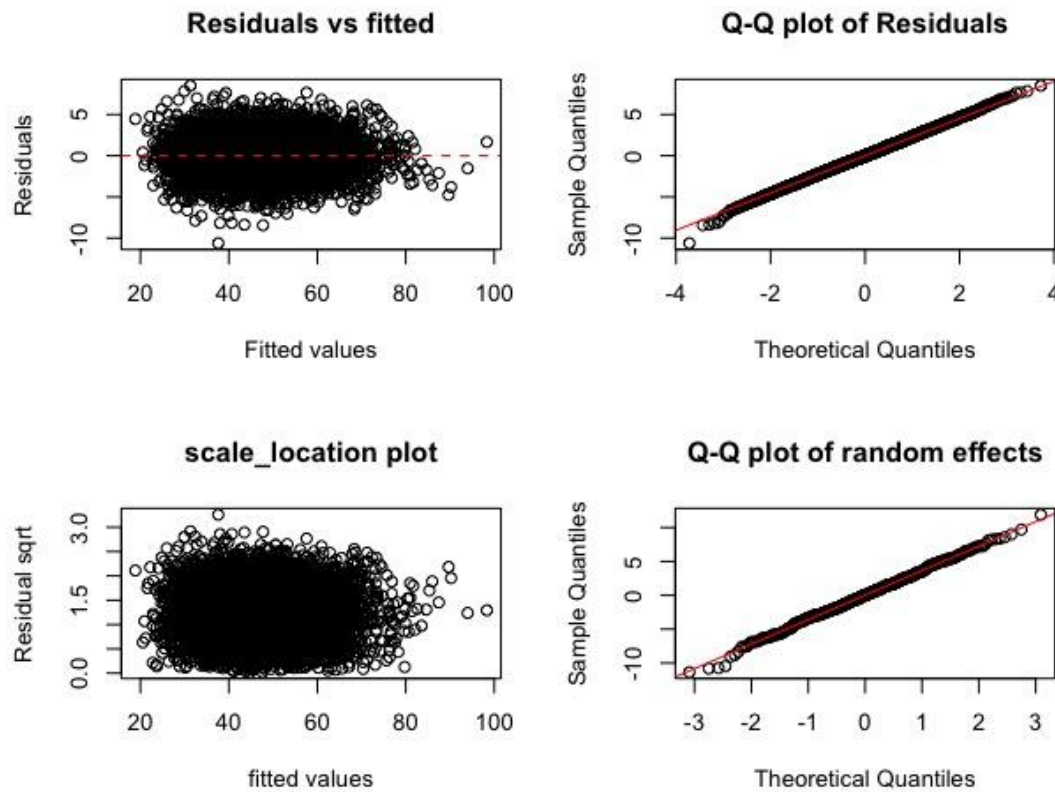 Residuals vs fitted
Residuals
5
0
-10
20 40 60 80 100
Fitted values
Q-Q plot of Residuals
Sample Quantiles
5
0
-10
-4 -2 0 2 4
Theoretical Quantiles
scale_location plot
Residual sqrt
3.0
1.5
0.0
20 40 60 80 100
fitted values
Q-Q plot of random effects
Sample Quantiles
5
0
-10
-3 -2 -1 0 1 2 3
Theoretical Quantiles